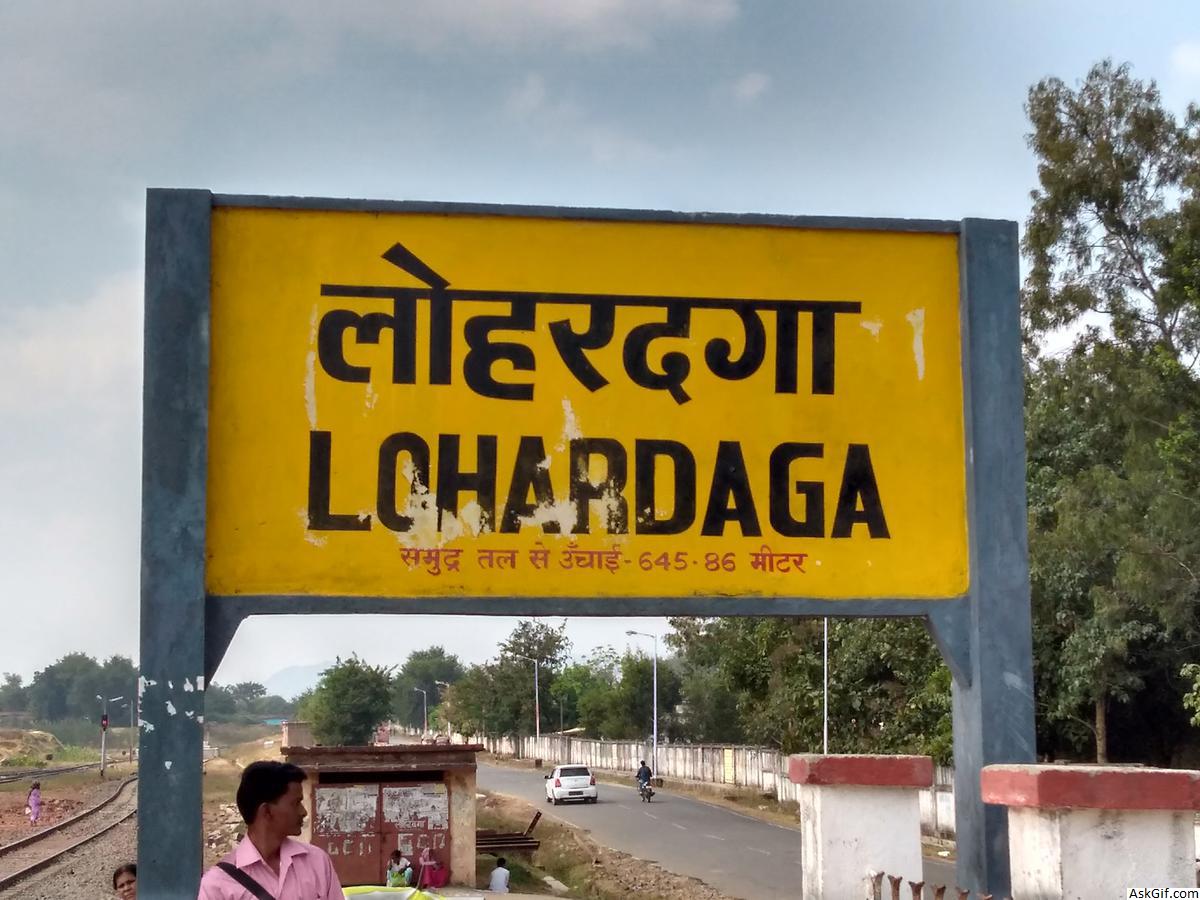 लोहरदगा
LOHARDAGA
समुद्र तल से उँचाई- 645.86 मीटर
AskGif.com